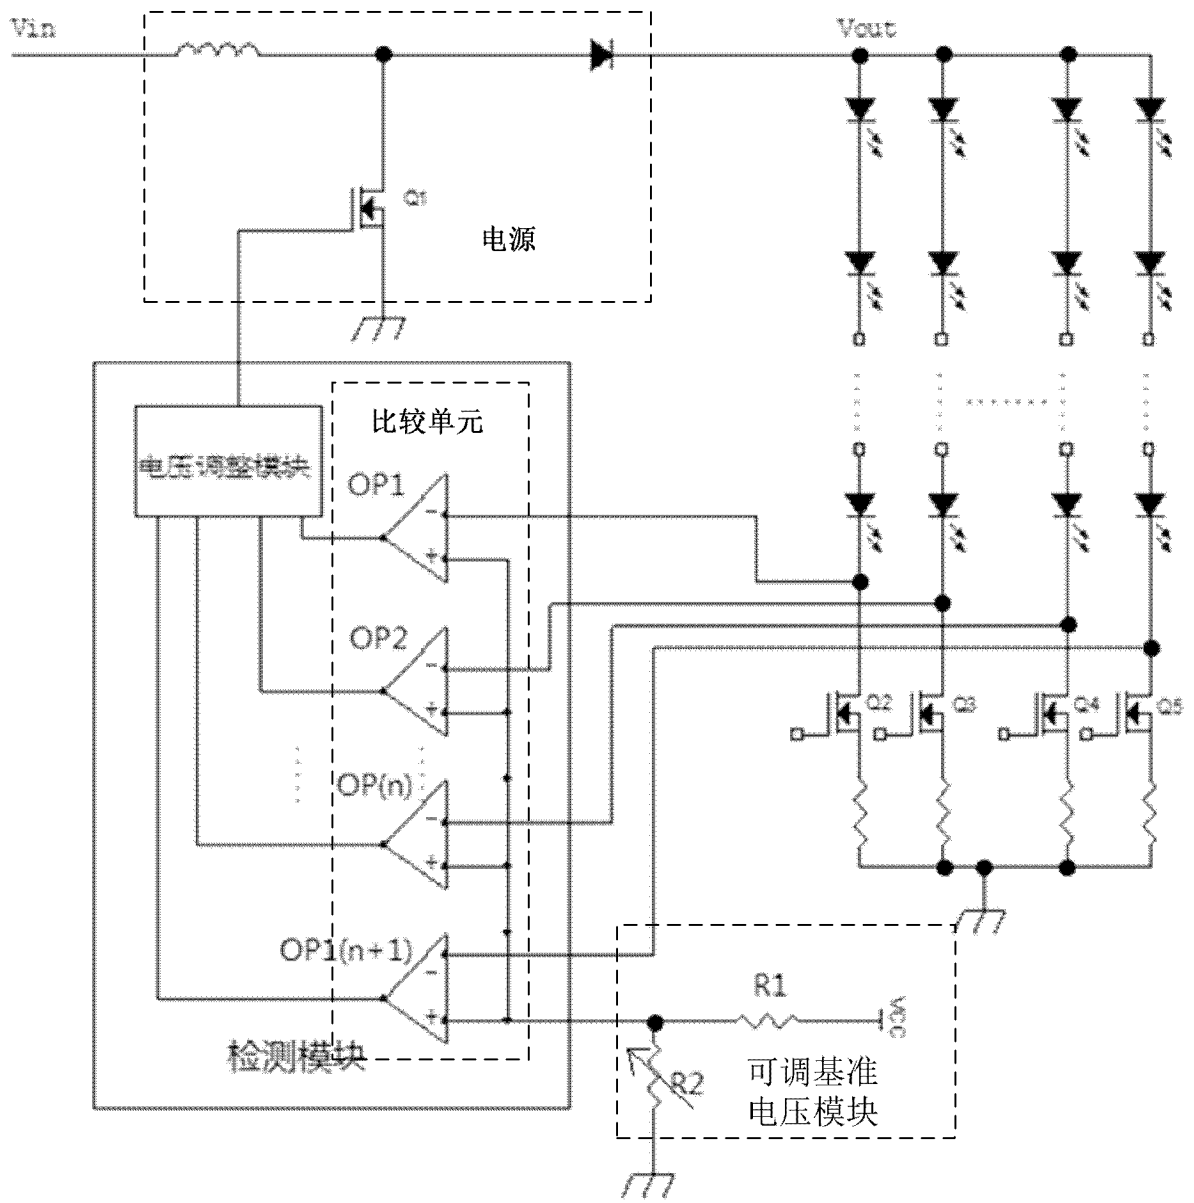 Vin
Vout
Q1
电源
比较单元
电压调整模块
OP1
OP2
Q2
Q3
Q4
Q5
OP(n)
OP1(n+1)
R1
VCC
检测模块
R2
可调基准
电压模块